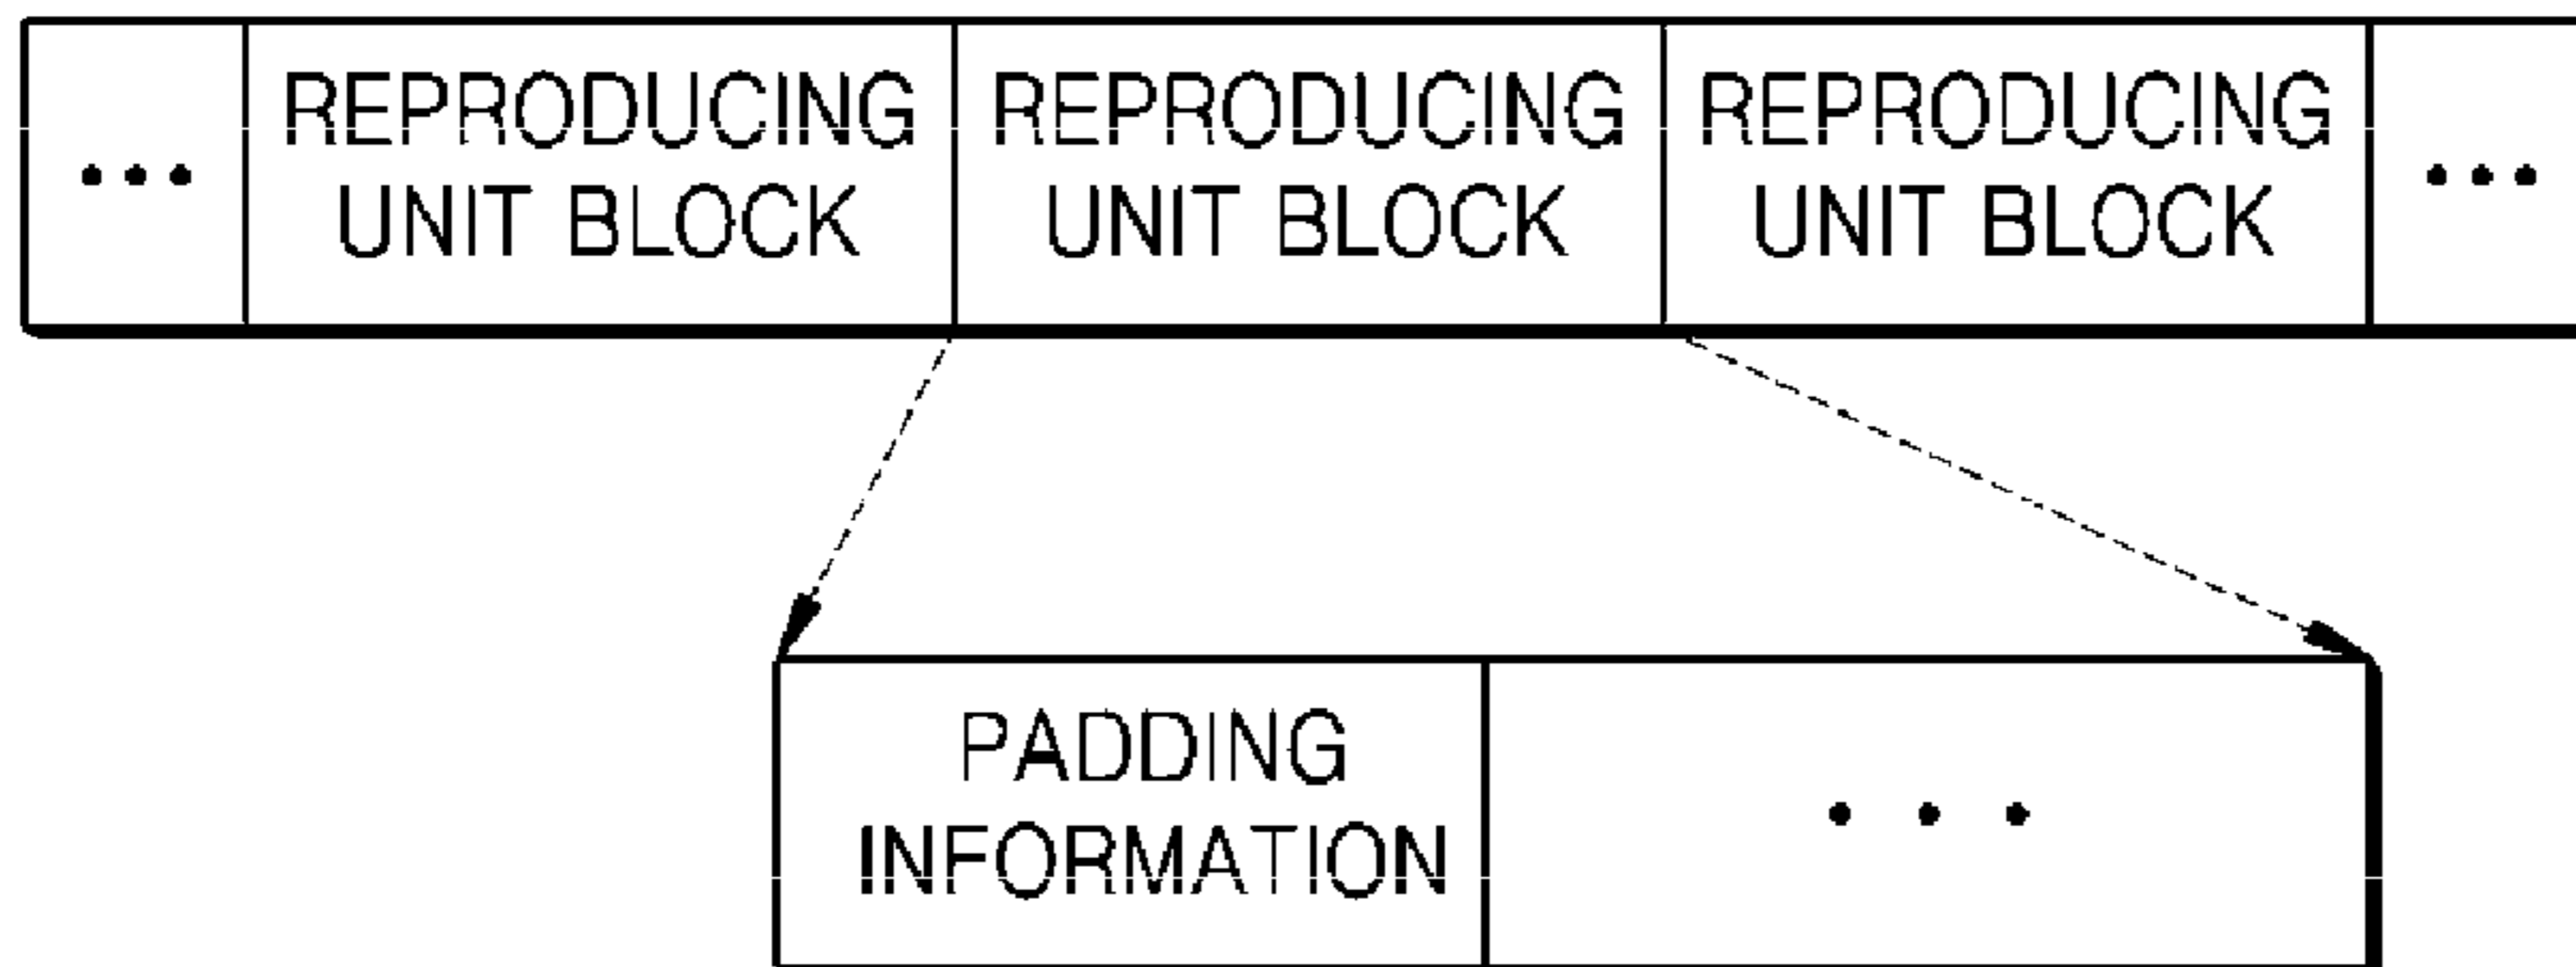 ... REPRODUCING REPRODUCING REPRODUCING ...
UNIT BLOCK UNIT BLOCK UNIT BLOCK
PADDING
INFORMATION
...